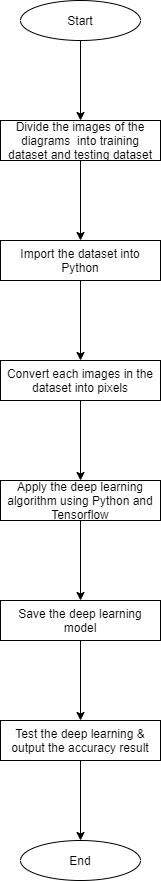 Start
Divide the images of the
diagrams into training
dataset and testing dataset
Import the dataset into
Python
Convert each images in the
dataset into pixels
Apply the deep learning
algorithm using Python and
Tensorflow
Save the deep learning
model
Test the deep learning &
output the accuracy result
End